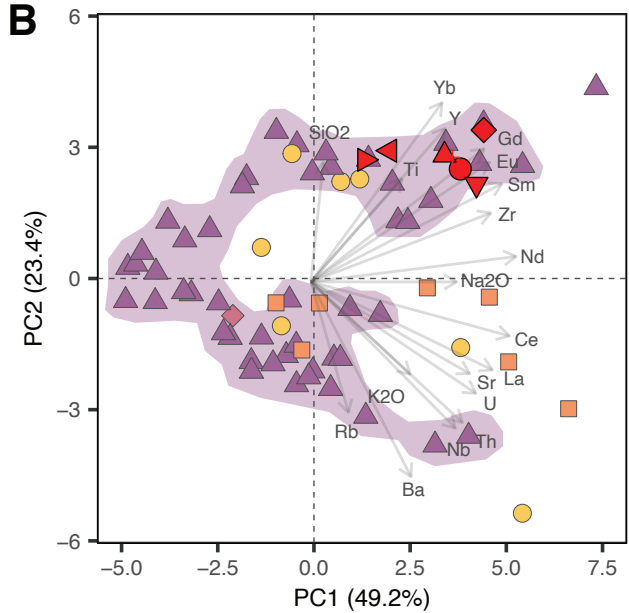 B
6
Yb
SiO2
Y
3
Gd
Ti
Eu
Sm
Zr
Nd
0
Na2O
Ce
Sr
La
K2O
U
−3
Rb
Nb
Th
Ba
−6
−5.0
−2.5
0.0
2.5
5.0
7.5
PC1 (49.2%)
PC2 (23.4%)